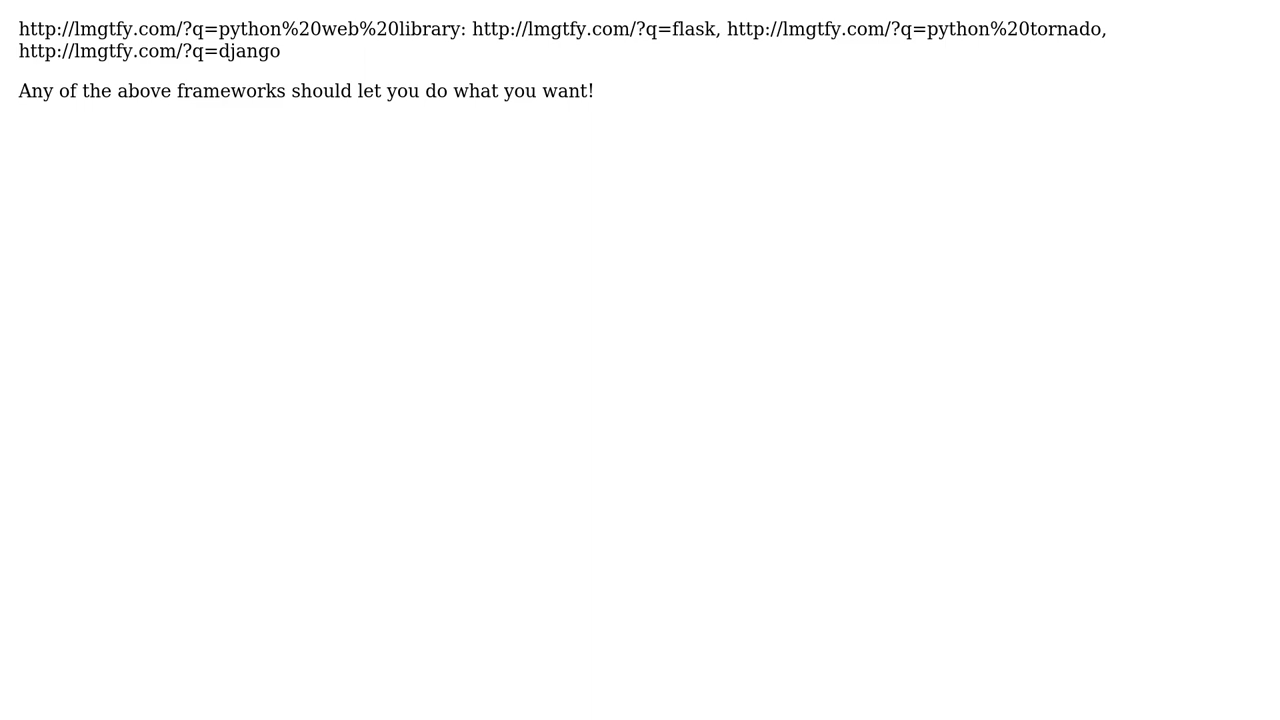 http://lmgtfy.com/?q=python%20web%20library: http://lmgtfy.com/?q=flask, http://lmgtfy.com/?q=python%20tornado,
http://lmgtfy.com/?q=django
Any of the above frameworks should let you do what you want!